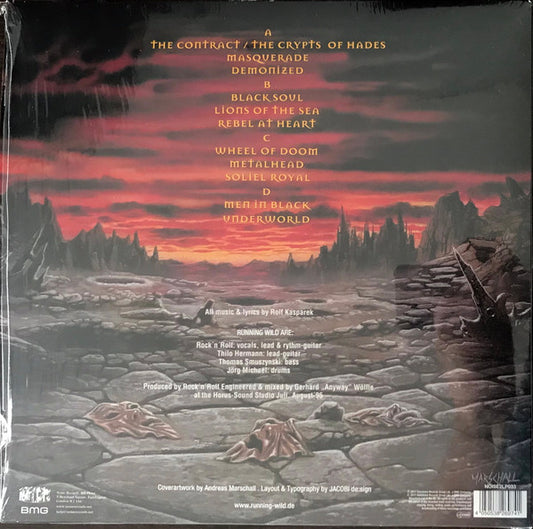 A
THE CONTRACT / THE CRYPTS OF HADES
MASQUERADE
DEMONIZED
B
BLACK SOUL
LIONS OF THE SEA
REBEL AT HEART
C
WHEEL OF DOOM
METALHEAD
SOLIEL ROYAL
D
MEN IN BLACK
UNDERWORLD
All music & lyrics by Rolf Kasparek
RUNNING WILD ARE:
Rock'n'Rolf: vocals, lead & rythm-guitar
Thilo Hermann: lead-guitar
Thomas Smuszynski: bass
Jörg Michael: drums
Produced by Rock'n'Rolf Engineered & mixed by Gerhard „Anyway" Wölfle
at the Horus-Sound Studio Juli, August-95
MARSCHALL
NOISE2LP033
Coverartwork by Andreas Marschall . Layout & Typography by JACOBI de:sign
NOISE
BMG
www.running-wild.de